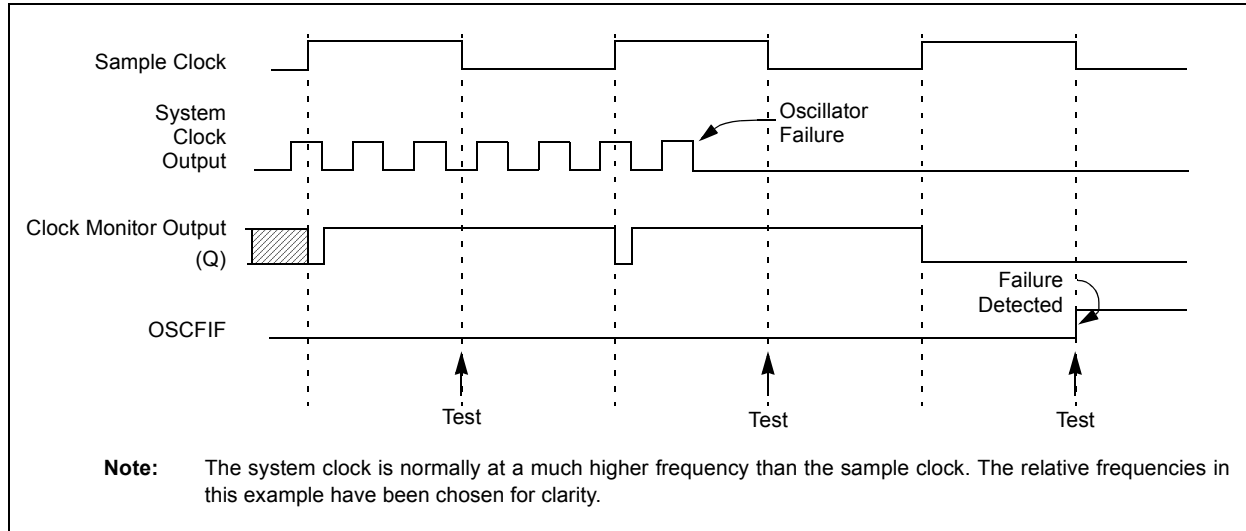 Sample Clock
System
Clock
Output
Oscillator
Failure
Clock Monitor Output
(Q)
Failure
Detected
OSCFIF
Test
Test
Test
Note: The system clock is normally at a much higher frequency than the sample clock. The relative frequencies in
this example have been chosen for clarity.